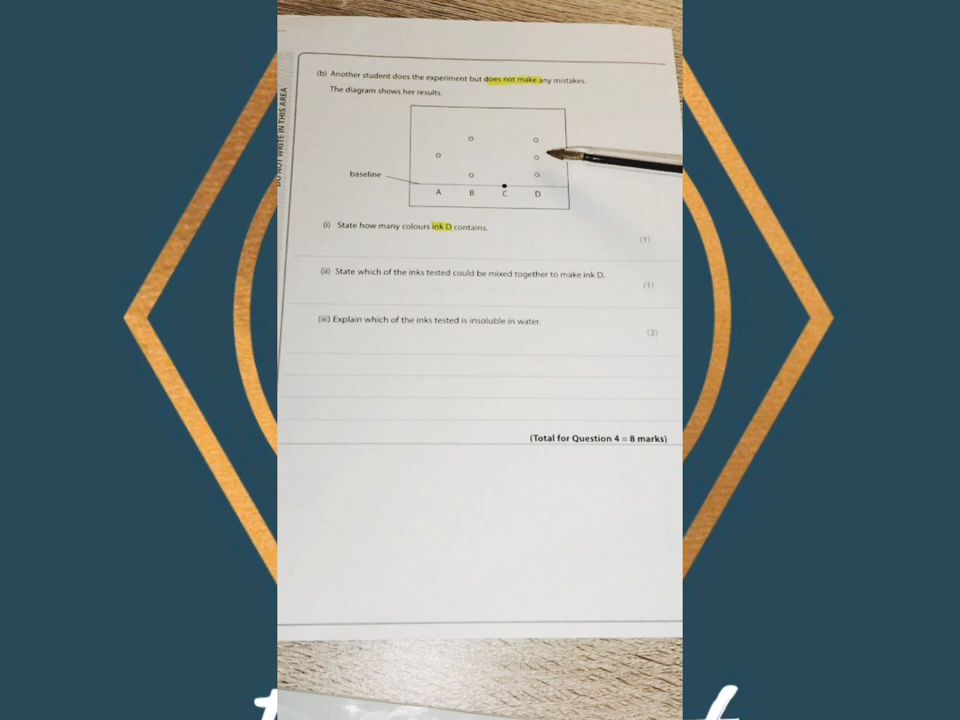 DO NOT WRITE IN THIS AREA
(b) Another student does the experiment but does not make any mistakes.
The diagram shows her results.
baseline
A B C D
(i) State how many colours ink D contains.
(1)
(ii) State which of the inks tested could be mixed together to make ink D.
(1)
(iii) Explain which of the inks tested is insoluble in water.
(2)
(Total for Question 4 = 8 marks)